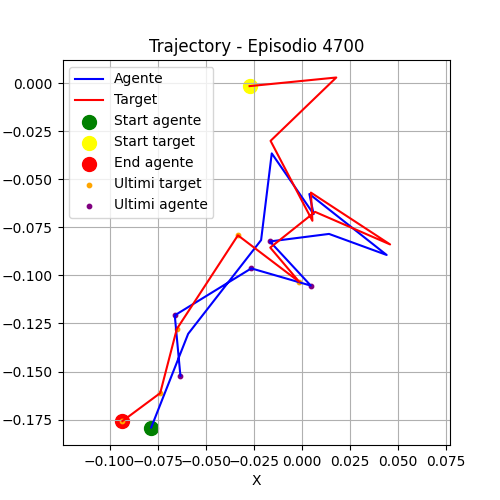 Trajectory - Episodio 4700
Agente
Target
Start agente
Start target
End agente
Ultimi target
Ultimi agente
0.000
−0.025
−0.050
−0.075
−0.100
−0.125
−0.150
−0.175
−0.100 −0.075 −0.050 −0.025 0.000 0.025 0.050 0.075
X